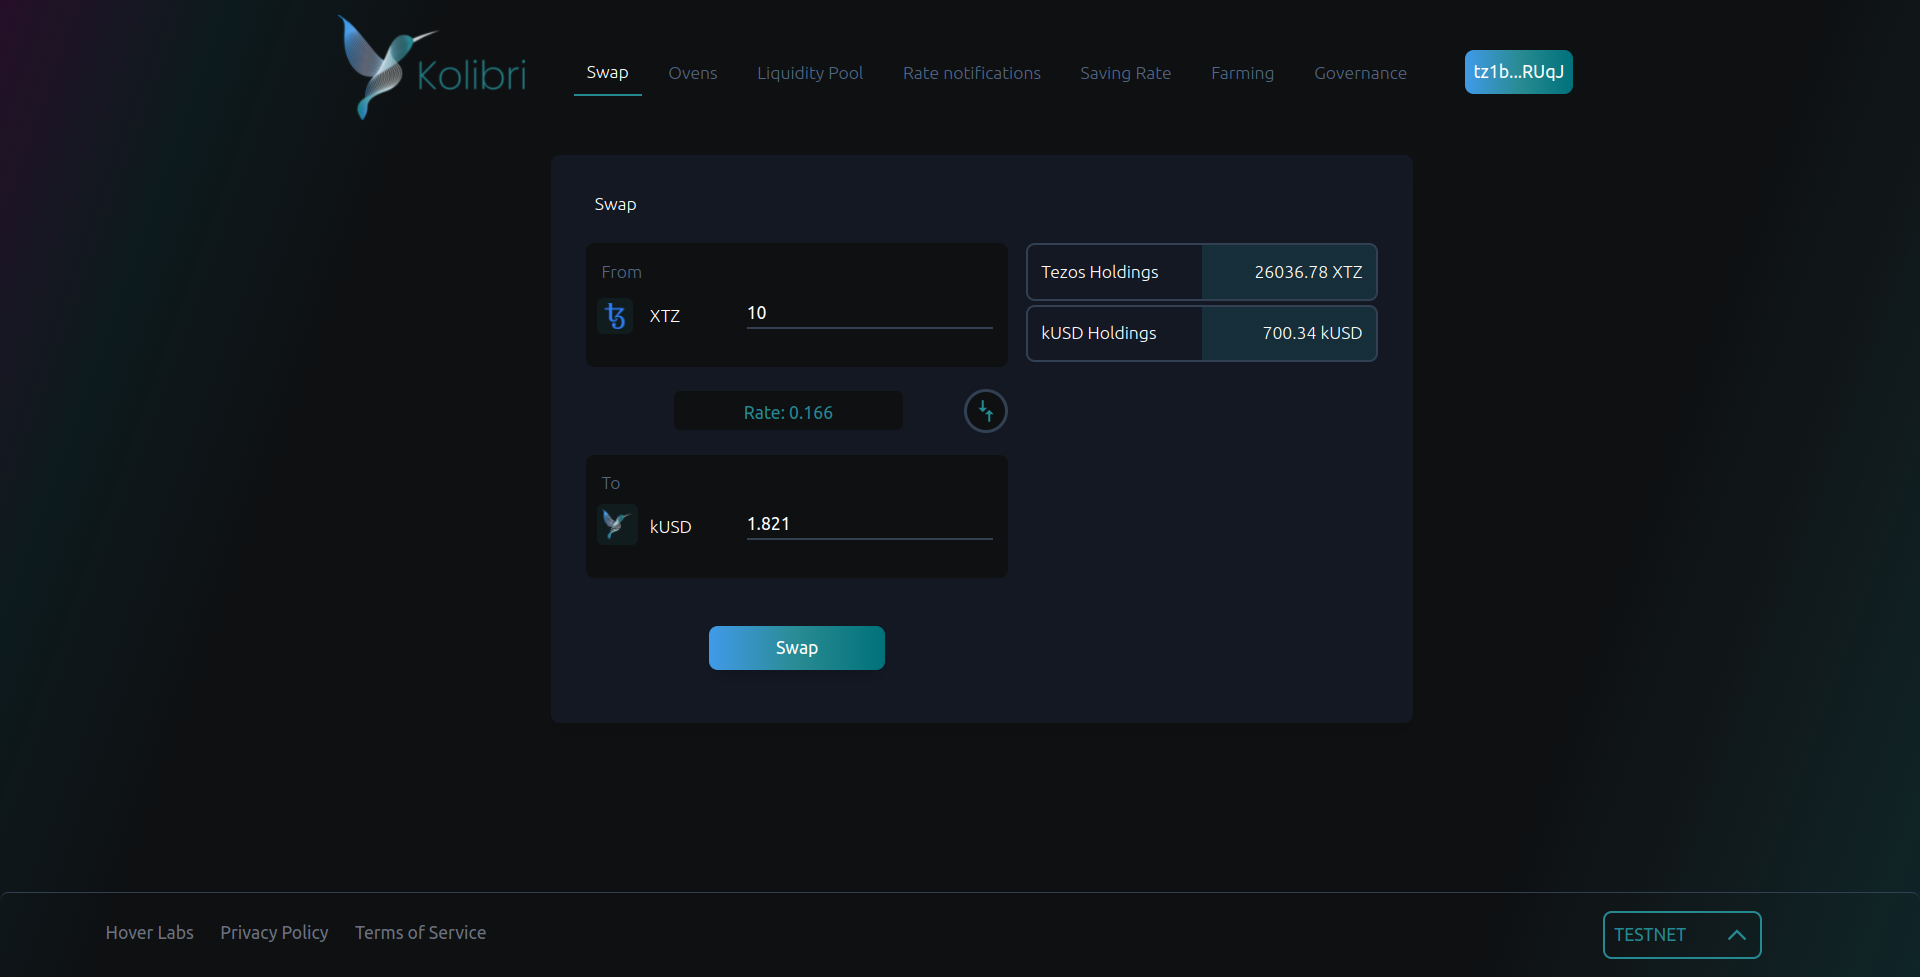 Kolibri
Swap
Ovens
Liquidity Pool
Rate notifications
Saving Rate
Farming
Governance
tz1b...RUqJ
Swap
From
XTZ
10
Tezos Holdings
26036.78 XTZ
kUSD Holdings
700.34 kUSD
Rate: 0.166
To
kUSD
1.821
Swap
Hover Labs
Privacy Policy
Terms of Service
TESTNET